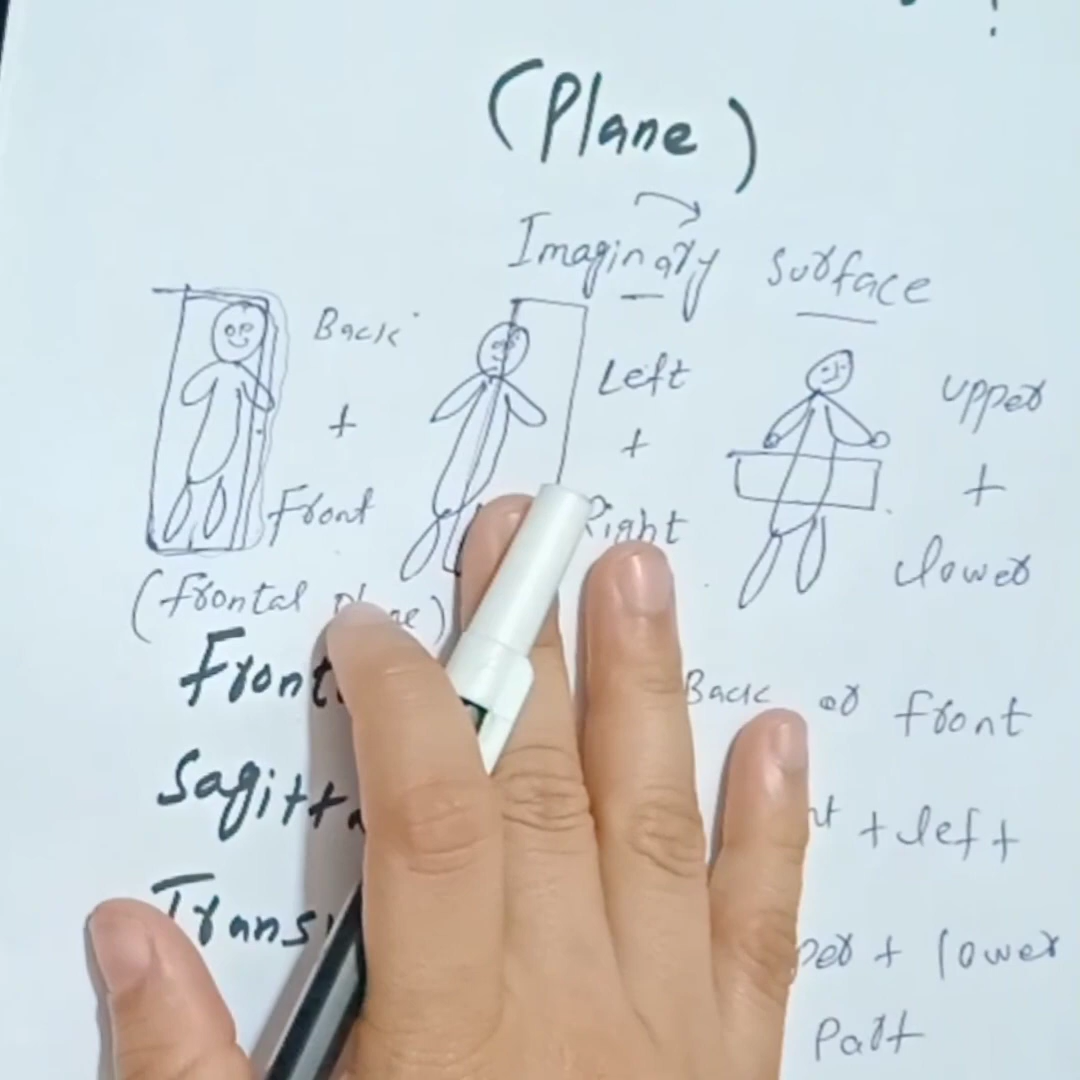 (Plane)
Imaginary surface
Back
+
Front
Left
+
Right
upper
+
lower
(frontal plane)
Front
Back or front
Sagitta
+ left
Trans
+ lower
Part